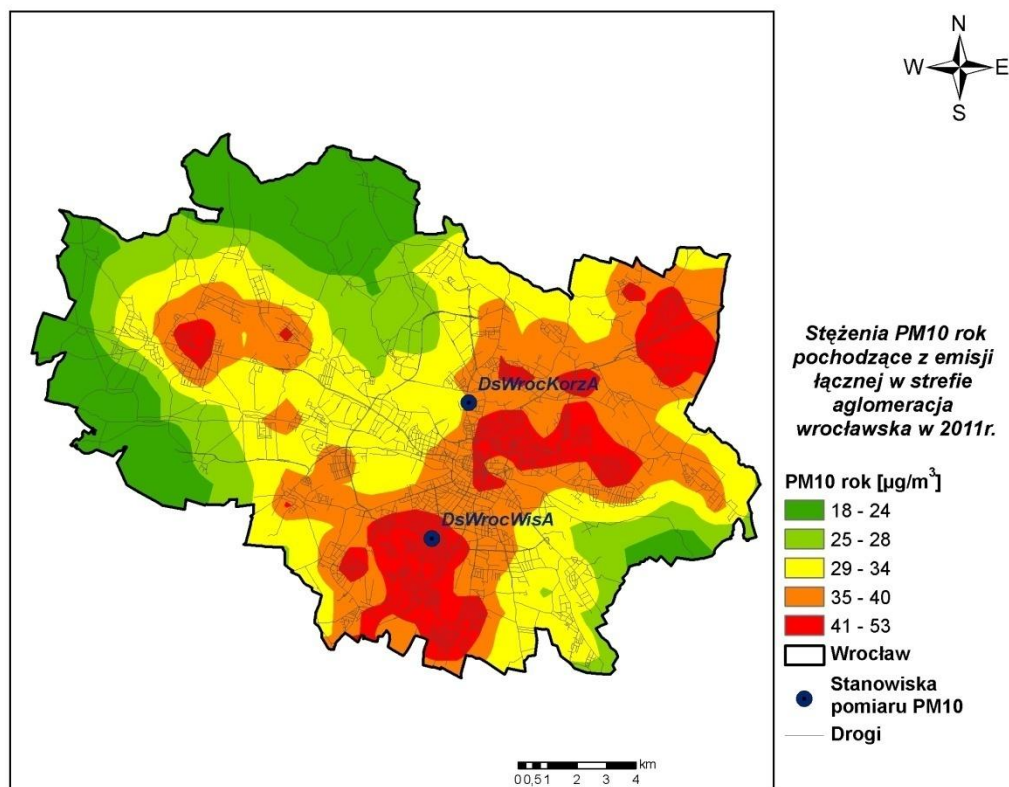 N
W E
S
DsWrocKorzA
DsWrocWisA
Stężenia PM10 rok
pochodzące z emisji
łącznej w strefie
aglomeracja
wrocławska w 2011r.
PM10 rok [µg/m³]
18 - 24
25 - 28
29 - 34
35 - 40
41 - 53
Wrocław
Stanowiska
pomiaru PM10
Drogi
km
0 0,5 1 2 3 4